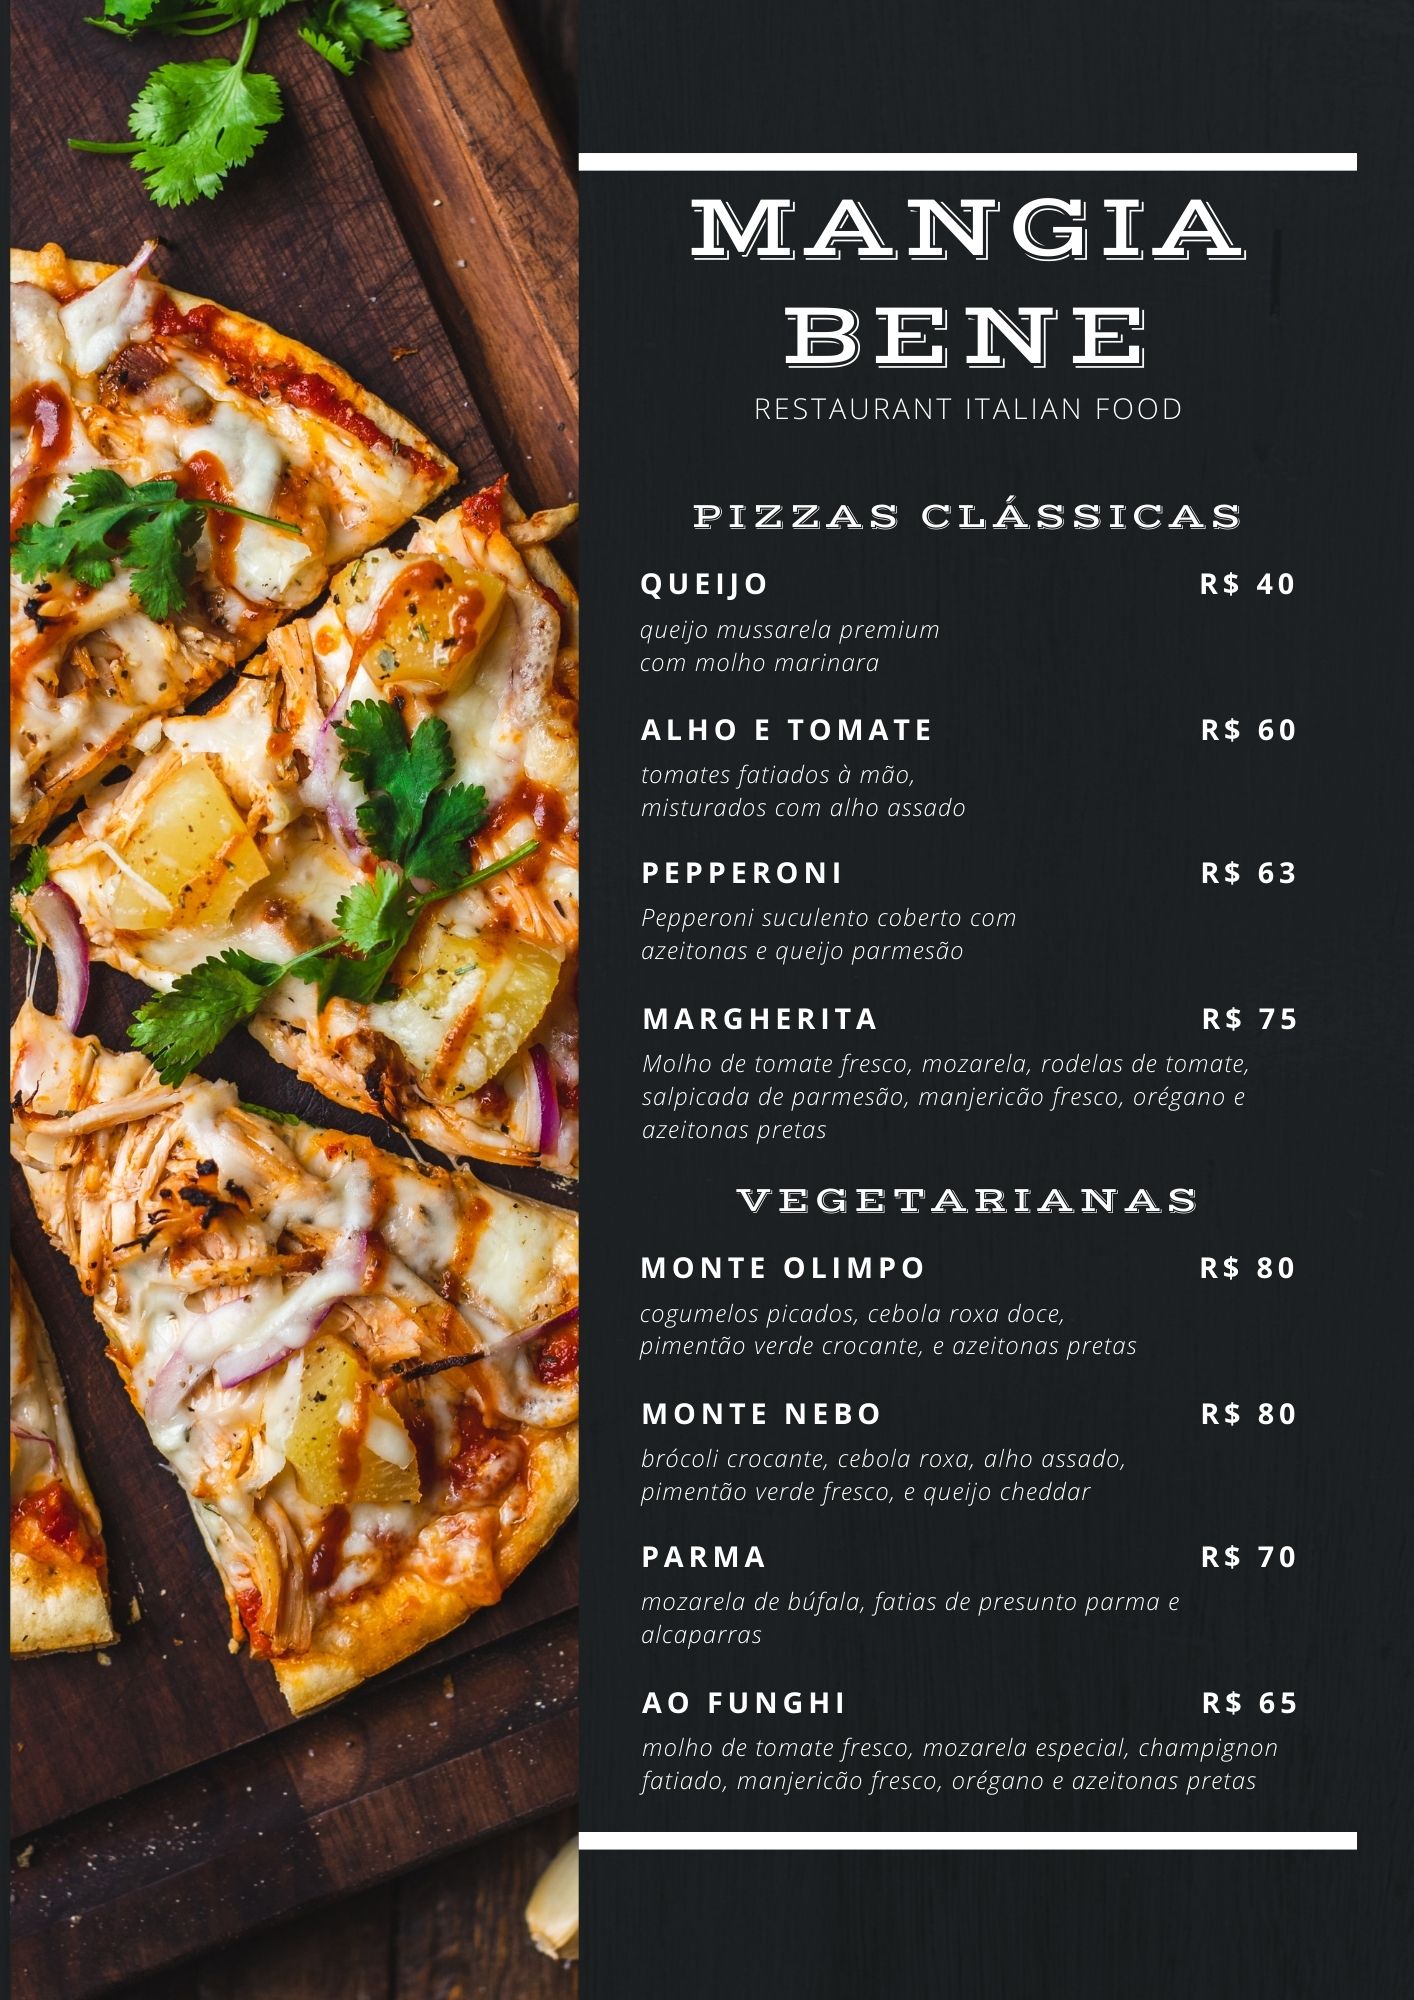 MANGIA
BENE
RESTAURANT ITALIAN FOOD
PIZZAS CLÁSSICAS
QUEIJO R$ 40
queijo mussarela premium
com molho marinara
ALHO E TOMATE R$ 60
tomates fatiados à mão,
misturados com alho assado
PEPPERONI R$ 63
Pepperoni suculento coberto com
azeitonas e queijo parmesão
MARGHERITA R$ 75
Molho de tomate fresco, mozarela, rodelas de tomate,
salpicada de parmesão, manjericão fresco, orégano e
azeitonas pretas
VEGETARIANAS
MONTE OLIMPO R$ 80
cogumelos picados, cebola roxa doce,
pimentão verde crocante, e azeitonas pretas
MONTE NEBO R$ 80
brócoli crocante, cebola roxa, alho assado,
pimentão verde fresco, e queijo cheddar
PARMA R$ 70
mozarela de búfala, fatias de presunto parma e
alcaparras
AO FUNGHI R$ 65
molho de tomate fresco, mozarela especial, champignon
fatiado, manjericão fresco, orégano e azeitonas pretas